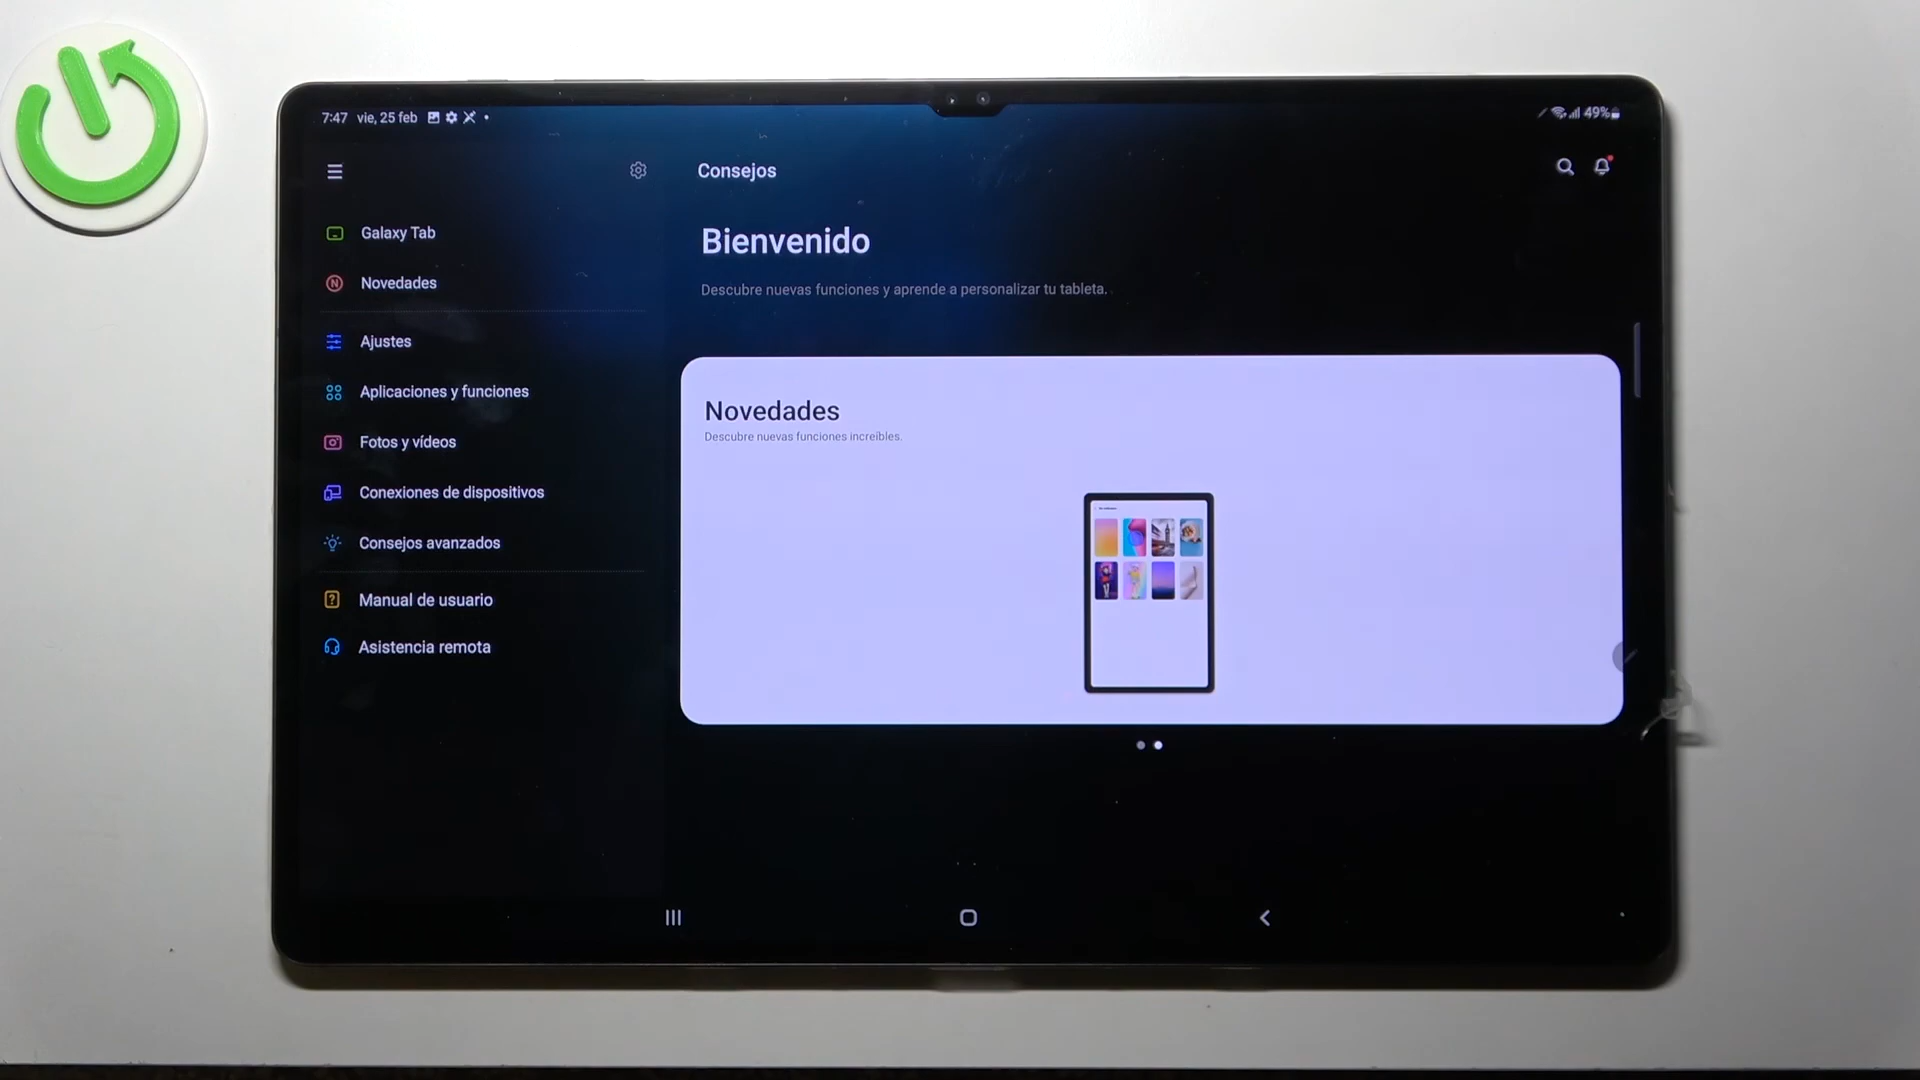 7:47 vie, 25 feb
49%
Consejos
Galaxy Tab
Novedades
Ajustes
Aplicaciones y funciones
Fotos y vídeos
Conexiones de dispositivos
Consejos avanzados
Manual de usuario
Asistencia remota
Bienvenido
Descubre nuevas funciones y aprende a personalizar tu tableta.
Novedades
Descubre nuevas funciones increíbles.